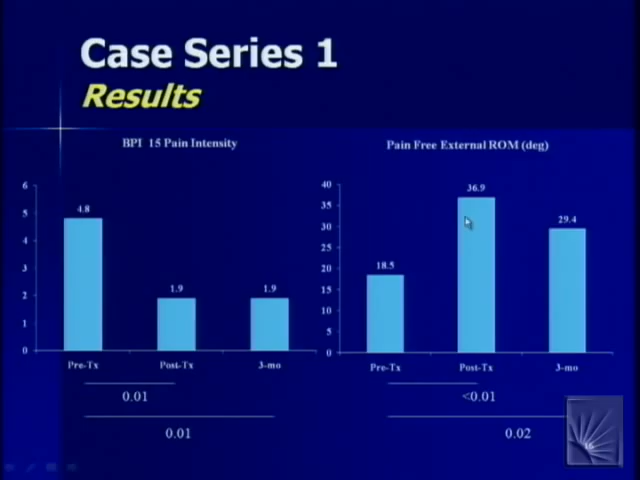 Case Series 1
Results
BPI 15 Pain Intensity
6
5
4
3
2
1
0
4.8
1.9
1.9
Pre-Tx
Post-Tx
3-mo
0.01
0.01
Pain Free External ROM (deg)
40
35
30
25
20
15
10
5
0
18.5
36.9
29.4
Pre-Tx
Post-Tx
3-mo
<0.01
0.02